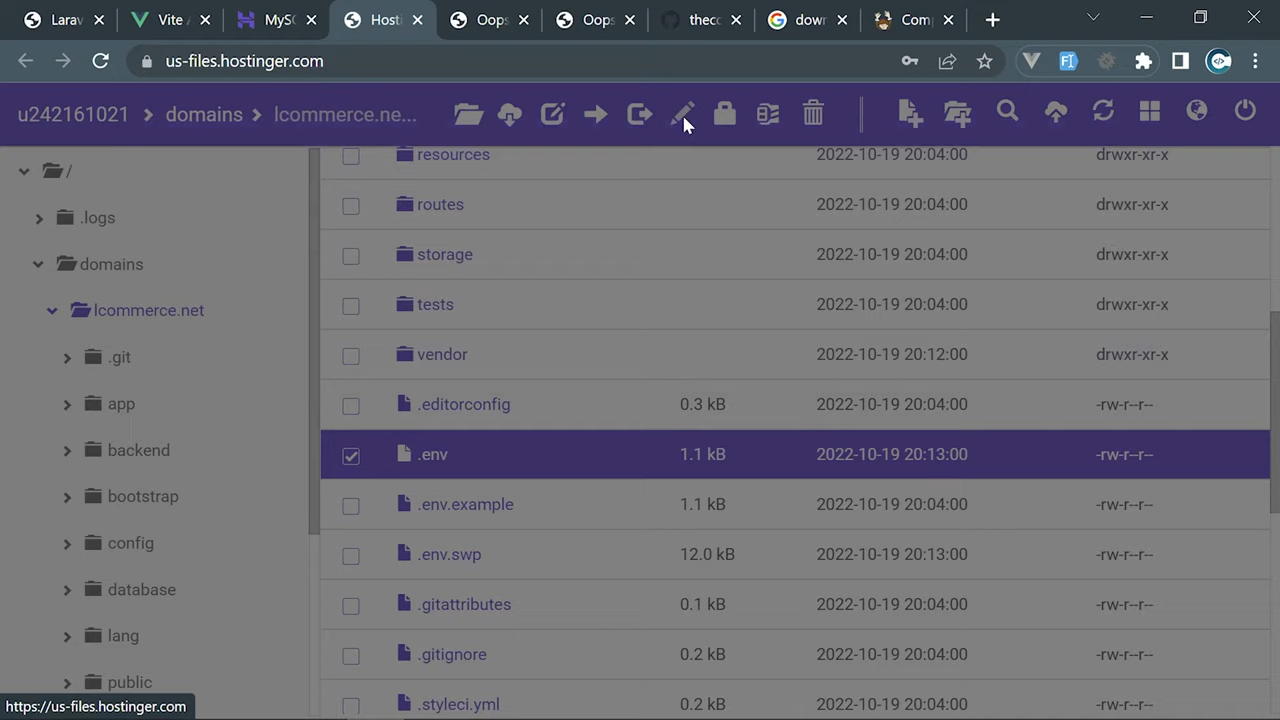 Larav
Vite A
MySC
Hosti
Oops
Oops
thecc
down
Com
us-files.hostinger.com
u242161021 domains lcommerce.ne...
/
.logs
domains
lcommerce.net
.git
app
backend
bootstrap
config
database
lang
public
resources 2022-10-19 20:04:00 drwxr-xr-x
routes 2022-10-19 20:04:00 drwxr-xr-x
storage 2022-10-19 20:04:00 drwxr-xr-x
tests 2022-10-19 20:04:00 drwxr-xr-x
vendor 2022-10-19 20:12:00 drwxr-xr-x
.editorconfig 0.3 kB 2022-10-19 20:04:00 -rw-r--r--
.env 1.1 kB 2022-10-19 20:13:00 -rw-r--r--
.env.example 1.1 kB 2022-10-19 20:04:00 -rw-r--r--
.env.swp 12.0 kB 2022-10-19 20:13:00 -rw-r--r--
.gitattributes 0.1 kB 2022-10-19 20:04:00 -rw-r--r--
.gitignore 0.2 kB 2022-10-19 20:04:00 -rw-r--r--
.styleci.yml 0.2 kB 2022-10-19 20:04:00 -rw-r--r--
https://us-files.hostinger.com